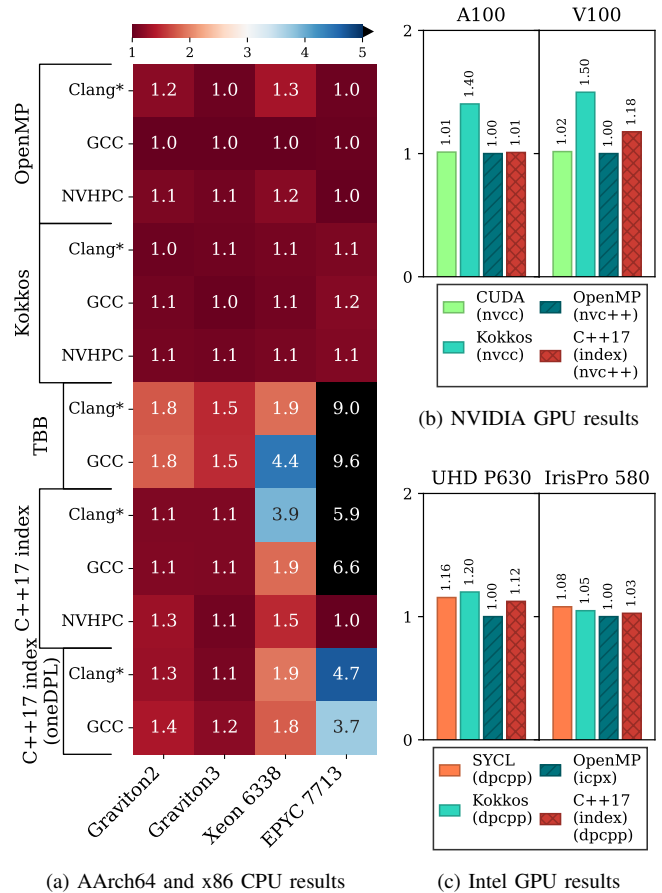 1 2 3 4 5
OpenMP
Clang* 1.2 1.0 1.3 1.0
GCC 1.0 1.0 1.0 1.0
NVHPC 1.1 1.1 1.2 1.0
Kokkos
Clang* 1.0 1.1 1.1 1.1
GCC 1.1 1.0 1.1 1.2
NVHPC 1.1 1.1 1.1 1.1
TBB
Clang* 1.8 1.5 1.9 9.0
GCC 1.8 1.5 4.4 9.6
C++17 index
Clang* 1.1 1.1 3.9 5.9
GCC 1.1 1.1 1.9 6.6
NVHPC 1.3 1.1 1.5 1.0
C++17 index
(oneDPL)
Clang* 1.3 1.1 1.9 4.7
GCC 1.4 1.2 1.8 3.7
Graviton2
Graviton3
Xeon 6338
EPYC 7713
(a) AArch64 and x86 CPU results
A100 V100
2
1
0
1.01 1.40 1.00 1.01
1.02 1.50 1.00 1.18
CUDA
(nvcc)
Kokkos
(nvcc)
OpenMP
(nvc++)
C++17
(index)
(nvc++)
(b) NVIDIA GPU results
UHD P630 IrisPro 580
2
1
0
1.16 1.20 1.00 1.12
1.08 1.05 1.00 1.03
SYCL
(dpcpp)
Kokkos
(dpcpp)
OpenMP
(icpx)
C++17
(index)
(dpcpp)
(c) Intel GPU results